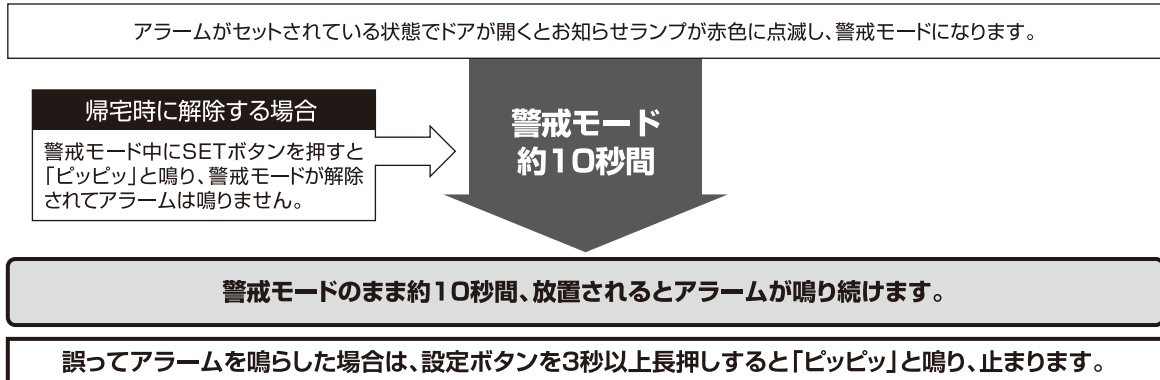 アラームがセットされている状態でドアが開くとお知らせランプが赤色に点滅し、警戒モードになります。
帰宅時に解除する場合
警戒モード中にSETボタンを押すと
「ピッピッ」と鳴り、警戒モードが解除
されてアラームは鳴りません。
警戒モード
約10秒間
警戒モードのまま約10秒間、放置されるとアラームが鳴り続けます。
誤ってアラームを鳴らした場合は、設定ボタンを3秒以上長押しすると「ピッピッ」と鳴り、止まります。